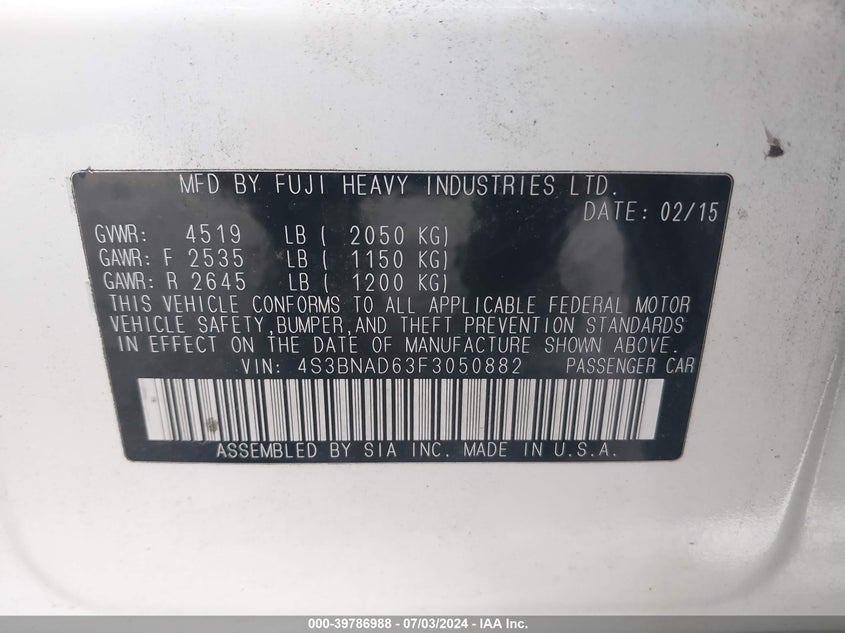 MFD BY FUJI HEAVY INDUSTRIES LTD.
DATE: 02/15
GVWR: 4519 LB ( 2050 KG)
GAWR: F 2535 LB ( 1150 KG)
GAWR: R 2645 LB ( 1200 KG)
THIS VEHICLE CONFORMS TO ALL APPLICABLE FEDERAL MOTOR
VEHICLE SAFETY,BUMPER,AND THEFT PREVENTION STANDARDS
IN EFFECT ON THE DATE OF MANUFACTURE SHOWN ABOVE.
VIN: 4S3BNAD63F3050882 PASSENGER CAR
ASSEMBLED BY SIA INC. MADE IN U.S.A.
000-39786988 - 07/03/2024 - IAA Inc.